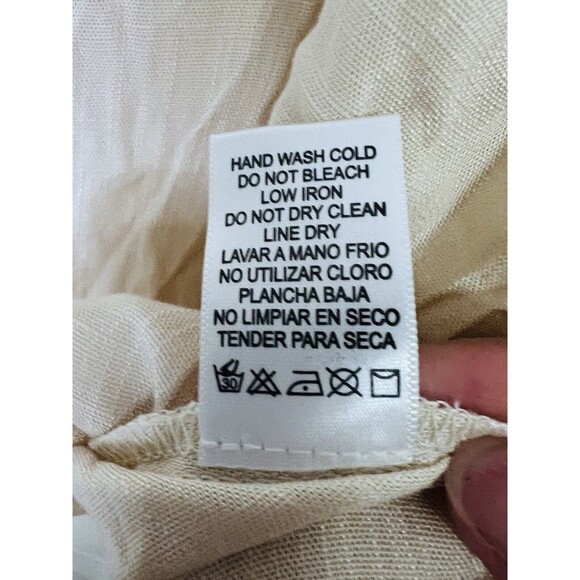 HAND WASH COLD
DO NOT BLEACH
LOW IRON
DO NOT DRY CLEAN
LINE DRY
LAVAR A MANO FRIO
NO UTILIZAR CLORO
PLANCHA BAJA
NO LIMPIAR EN SECO
TENDER PARA SECA
30